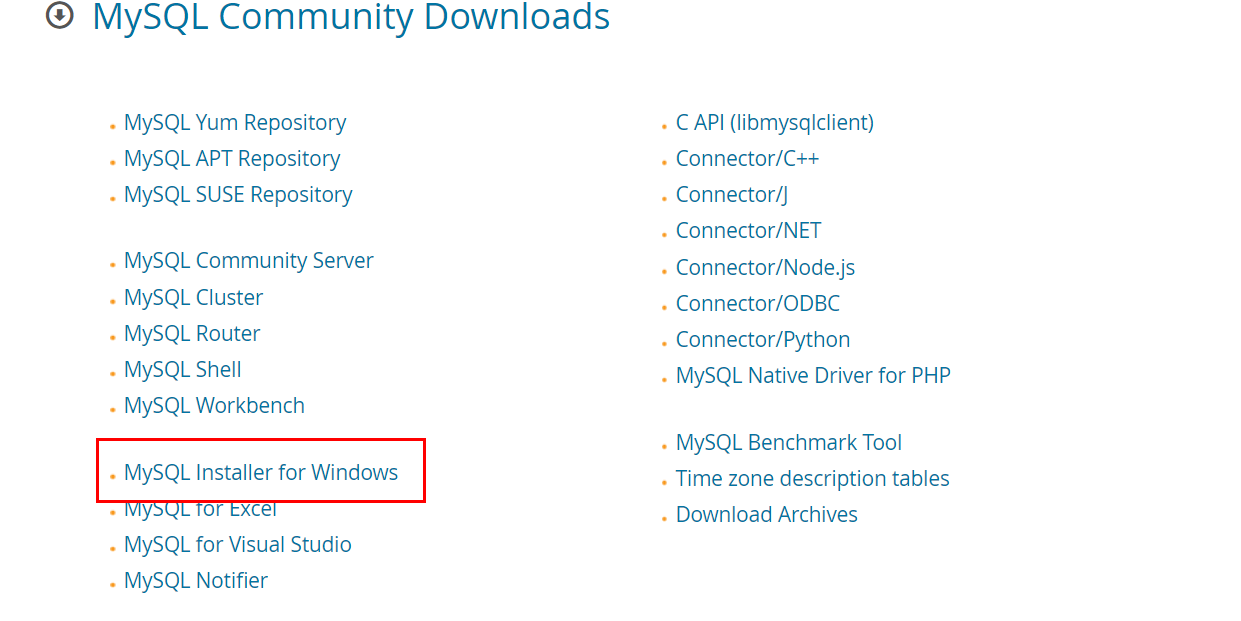 MySQL Community Downloads
MySQL Yum Repository
MySQL APT Repository
MySQL SUSE Repository
MySQL Community Server
MySQL Cluster
MySQL Router
MySQL Shell
MySQL Workbench
MySQL Installer for Windows
MySQL for Excel
MySQL for Visual Studio
MySQL Notifier
C API (libmysqlclient)
Connector/C++
Connector/J
Connector/NET
Connector/Node.js
Connector/ODBC
Connector/Python
MySQL Native Driver for PHP
MySQL Benchmark Tool
Time zone description tables
Download Archives